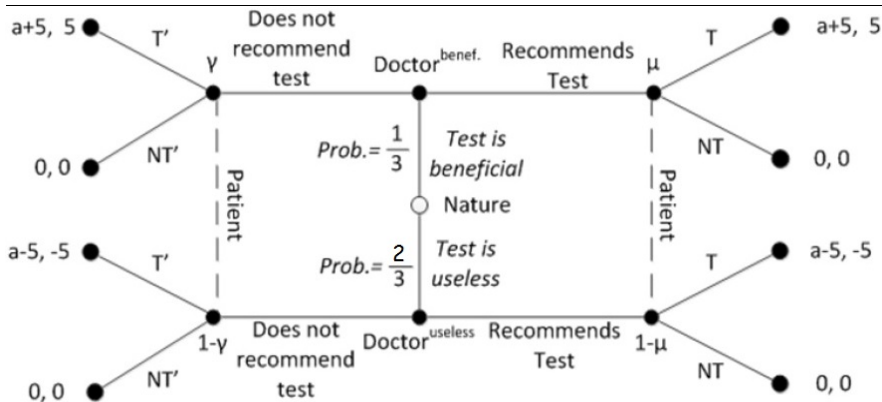 a+5, 5
T’
Does not
recommend
test
γ
Doctor benef.
Recommends
Test
μ
T
a+5, 5
0, 0
NT’
Prob.= 1/3
Test is
beneficial
NT
0, 0
Patient
Nature
Patient
a-5, -5
T’
Prob.= 2/3
Test is
useless
T
a-5, -5
0, 0
NT’
1-γ
Does not
recommend
test
Doctor useless
Recommends
Test
1-μ
NT
0, 0